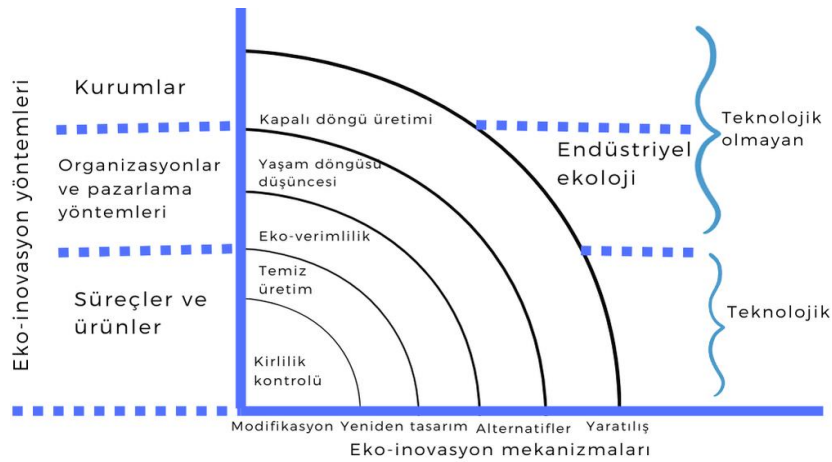 Eko-inovasyon yöntemleri
Kurumlar
Organizasyonlar
ve pazarlama
yöntemleri
Süreçler ve
ürünler
Kapalı döngü üretimi
Yaşam döngüsü
düşüncesi
Eko-verimlilik
Temiz
üretim
Kirlilik
kontrolü
Endüstriyel
ekoloji
Teknolojik
olmayan
Teknolojik
Modifikasyon Yeniden tasarım Alternatifler Yaratılış
Eko-inovasyon mekanizmaları